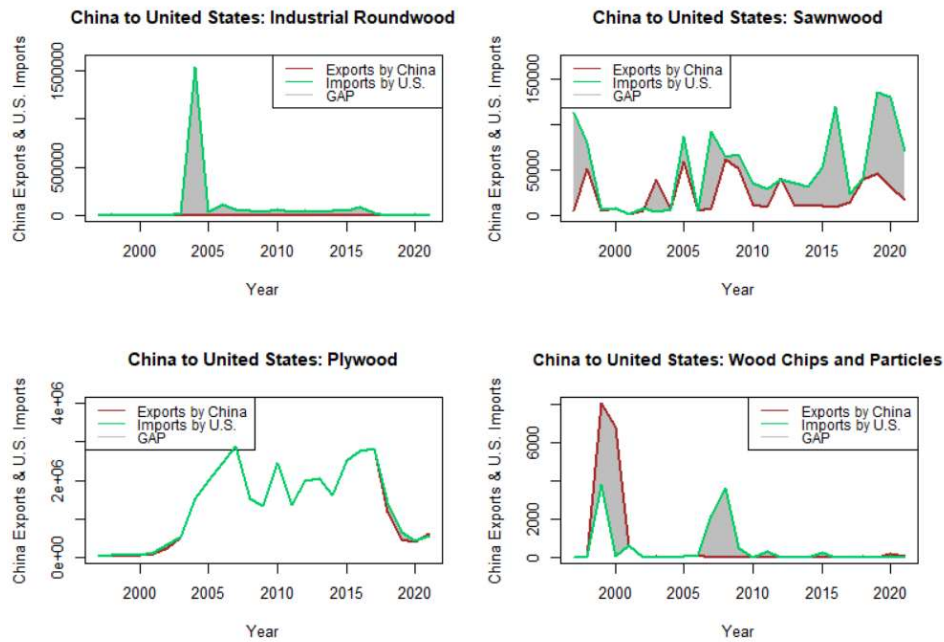 China to United States: Industrial Roundwood
China Exports & U.S. Imports
0
500000
1500000
Exports by China
Imports by U.S.
GAP
2000
2005
2010
2015
2020
Year
China to United States: Sawnwood
China Exports & U.S. Imports
0
50000
150000
Exports by China
Imports by U.S.
GAP
2000
2005
2010
2015
2020
Year
China to United States: Plywood
China Exports & U.S. Imports
0e+00
2e+06
4e+06
Exports by China
Imports by U.S.
GAP
2000
2005
2010
2015
2020
Year
China to United States: Wood Chips and Particles
China Exports & U.S. Imports
0
2000
6000
Exports by China
Imports by U.S.
GAP
2000
2005
2010
2015
2020
Year